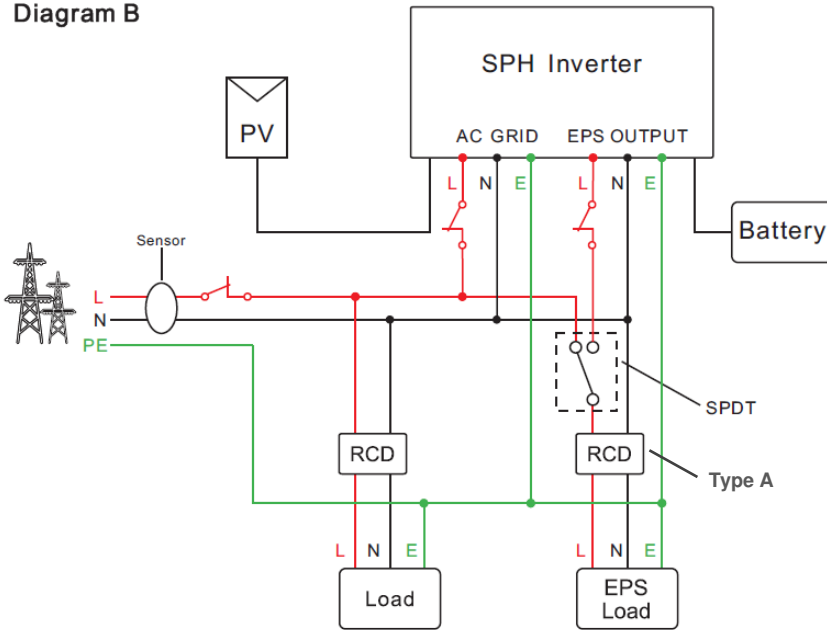 Diagram B
SPH Inverter
PV
AC GRID EPS OUTPUT
L N E L N E
Battery
Sensor
L
N
PE
SPDT
RCD RCD
Type A
L N E L N E
Load
EPS
Load